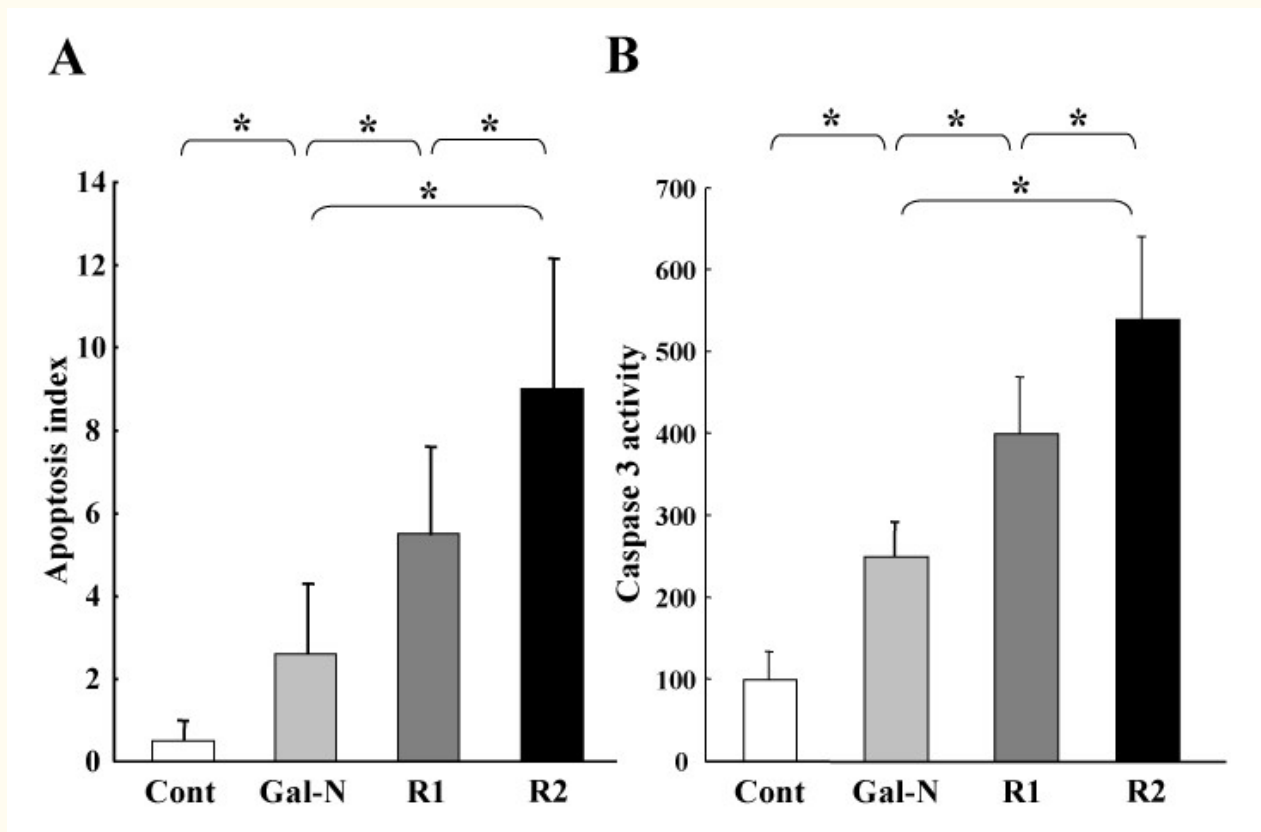 A
* * *
*
14
12
10
8
6
4
2
0
Apoptosis index
Cont Gal-N R1 R2
B
* * *
*
700
600
500
400
300
200
100
0
Caspase 3 activity
Cont Gal-N R1 R2